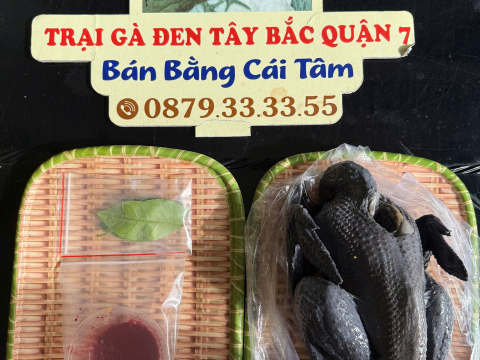 TRẠI GÀ ĐEN TÂY BẮC QUẬN 7
Bán Bằng Cái Tâm
0879.33.33.55